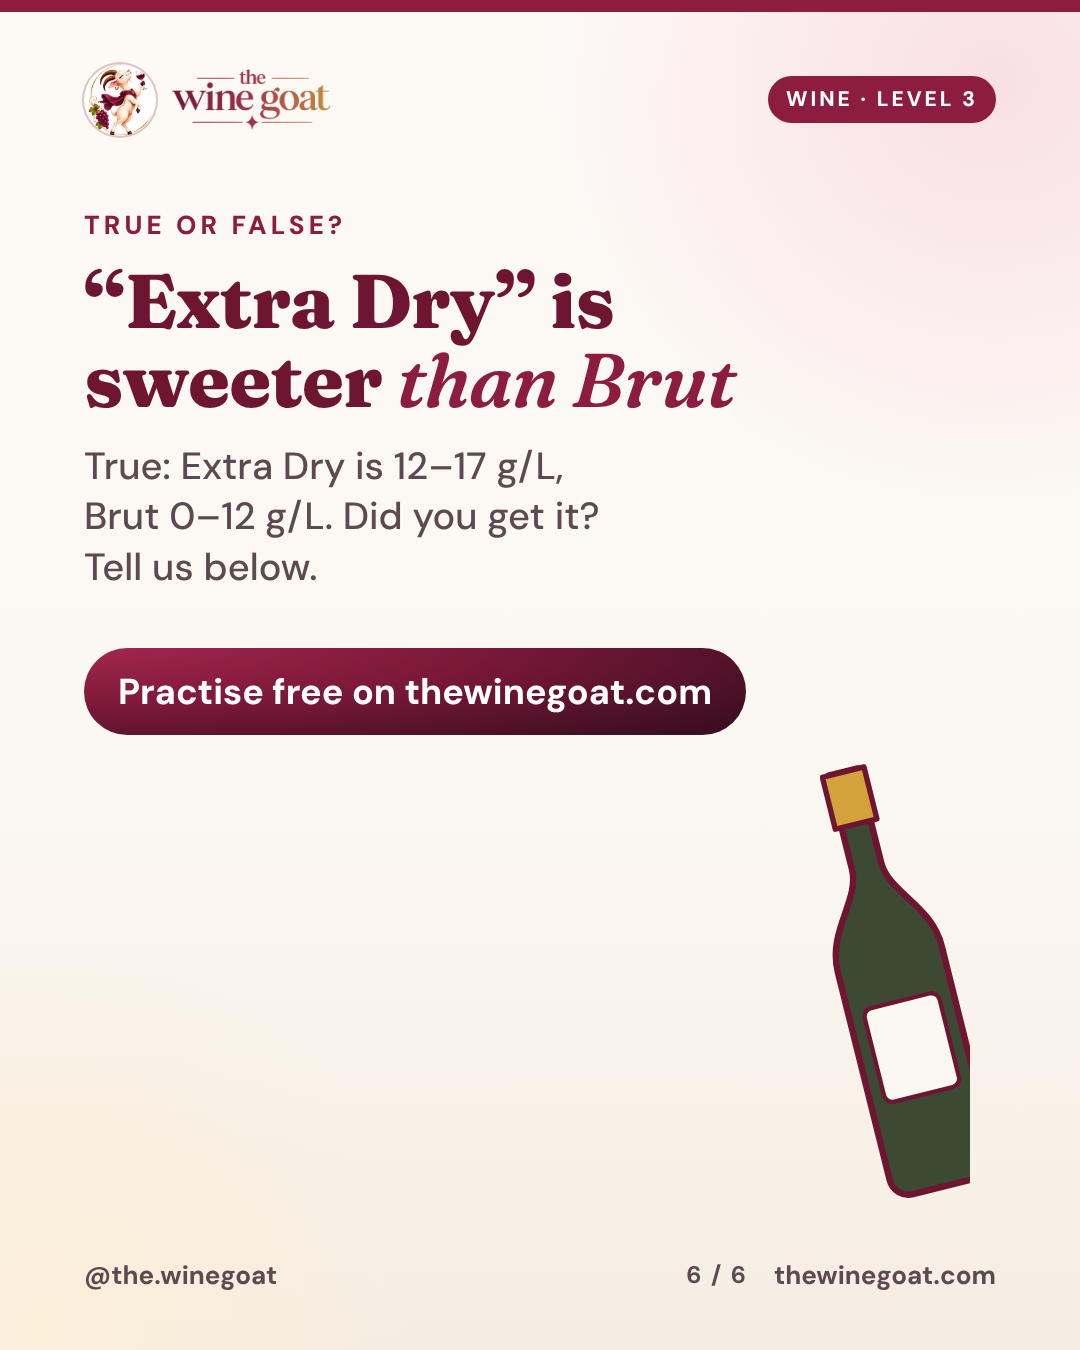 the
wine goat
WINE · LEVEL 3
TRUE OR FALSE?
“Extra Dry” is
sweeter than Brut
True: Extra Dry is 12–17 g/L,
Brut 0–12 g/L. Did you get it?
Tell us below.
Practise free on thewinegoat.com
@the.winegoat
6 / 6 thewinegoat.com